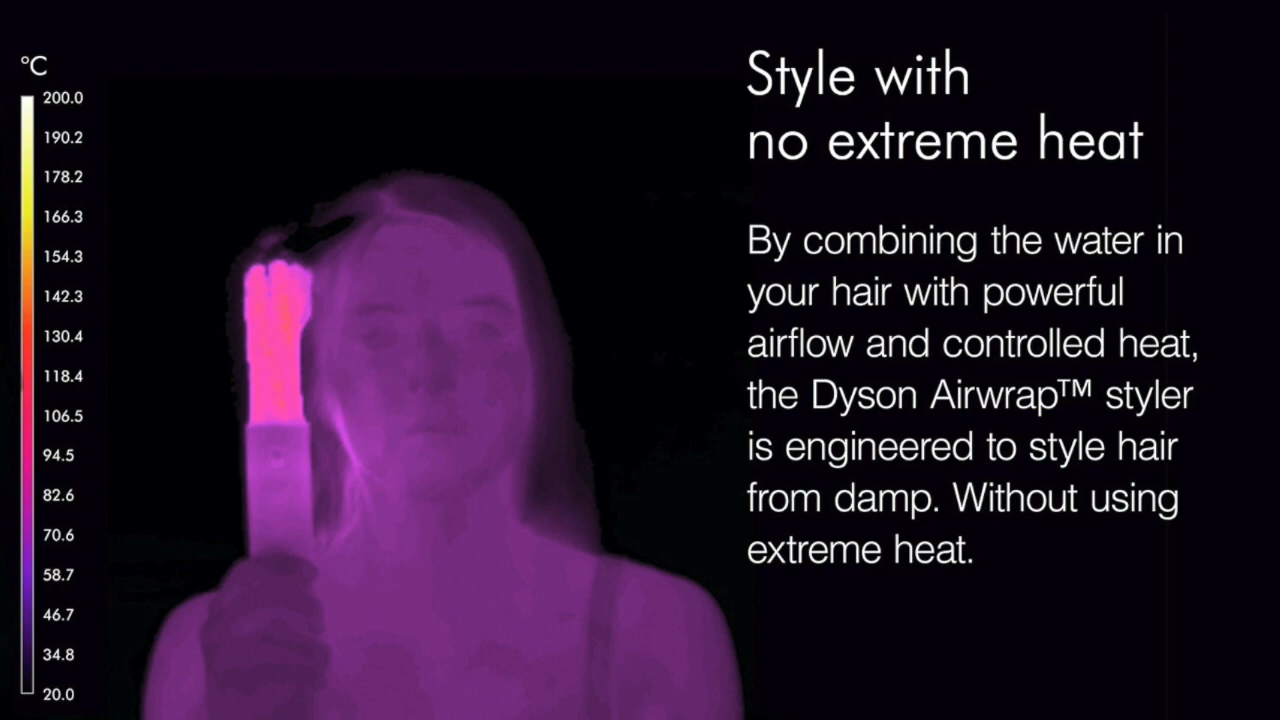 °C
200.0
190.2
178.2
166.3
154.3
142.3
130.4
118.4
106.5
94.5
82.6
70.6
58.7
46.7
34.8
20.0
Style with
no extreme heat
By combining the water in
your hair with powerful
airflow and controlled heat,
the Dyson Airwrap™ styler
is engineered to style hair
from damp. Without using
extreme heat.